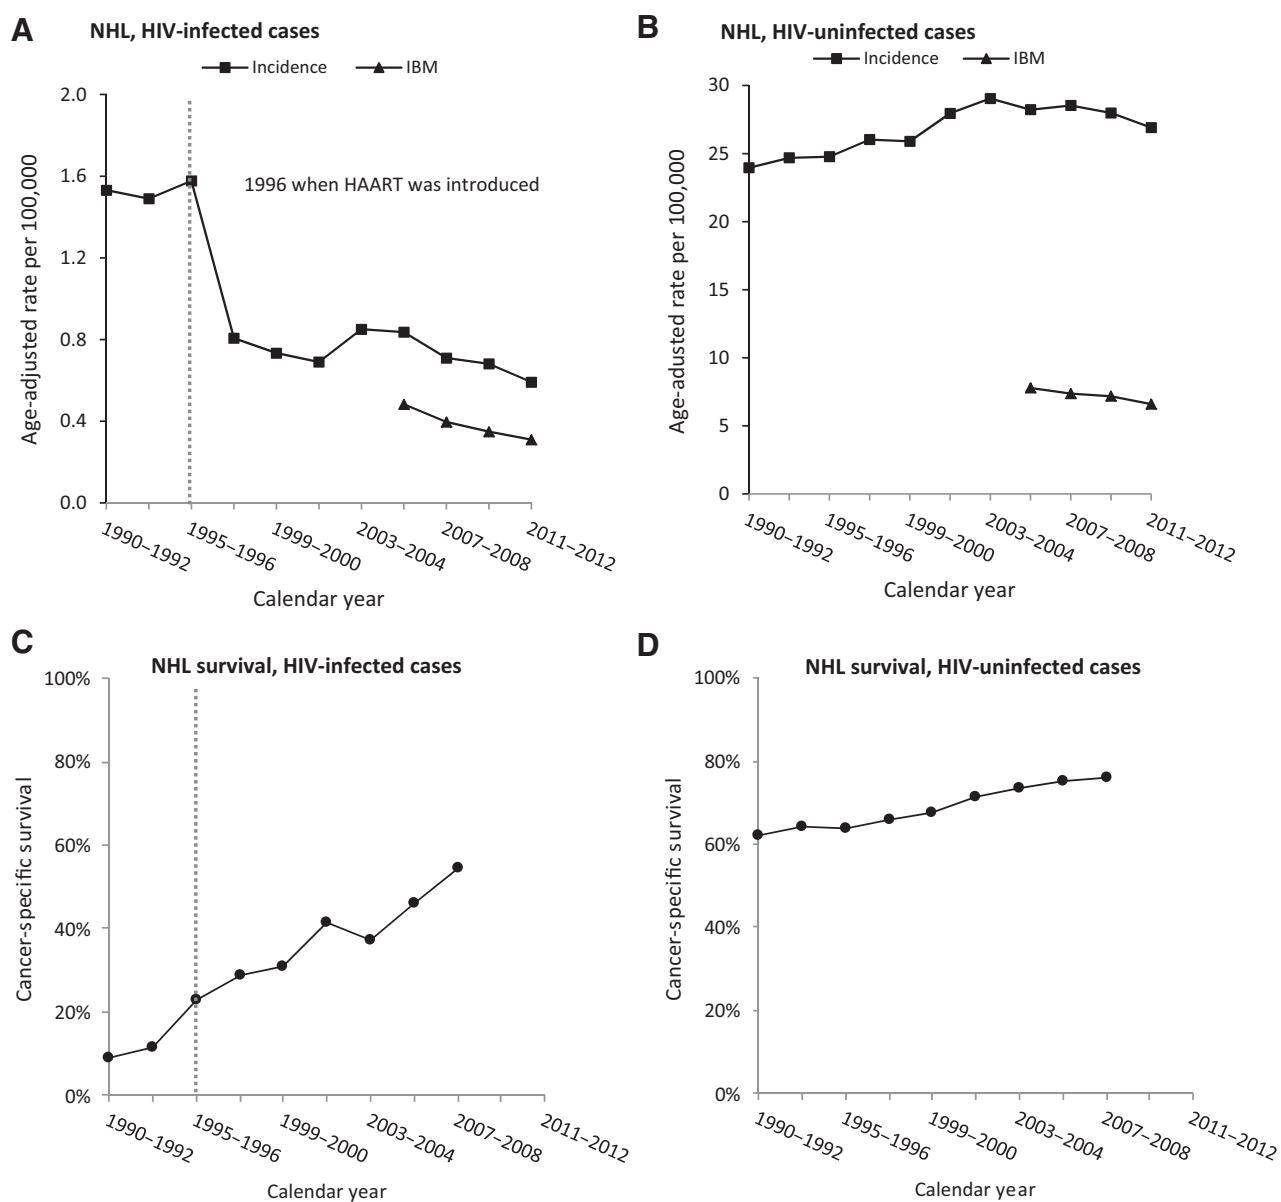 A
NHL, HIV-infected cases
Incidence
IBM
2.0
1.6
1.2
0.8
0.4
0.0
Age-adjusted rate per 100,000
1996 when HAART was introduced
1990–1992
1995–1996
1999–2000
2003–2004
2007–2008
2011–2012
Calendar year
B
NHL, HIV-uninfected cases
Incidence
IBM
30
25
20
15
10
5
0
Age-adusted rate per 100,000
1990–1992
1995–1996
1999–2000
2003–2004
2007–2008
2011–2012
Calendar year
C
NHL survival, HIV-infected cases
100%
80%
60%
40%
20%
0%
Cancer-specific survival
1990–1992
1995–1996
1999–2000
2003–2004
2007–2008
2011–2012
Calendar year
D
NHL survival, HIV-uninfected cases
100%
80%
60%
40%
20%
0%
Cancer-specific survival
1990–1992
1995–1996
1999–2000
2003–2004
2007–2008
2011–2012
Calendar year